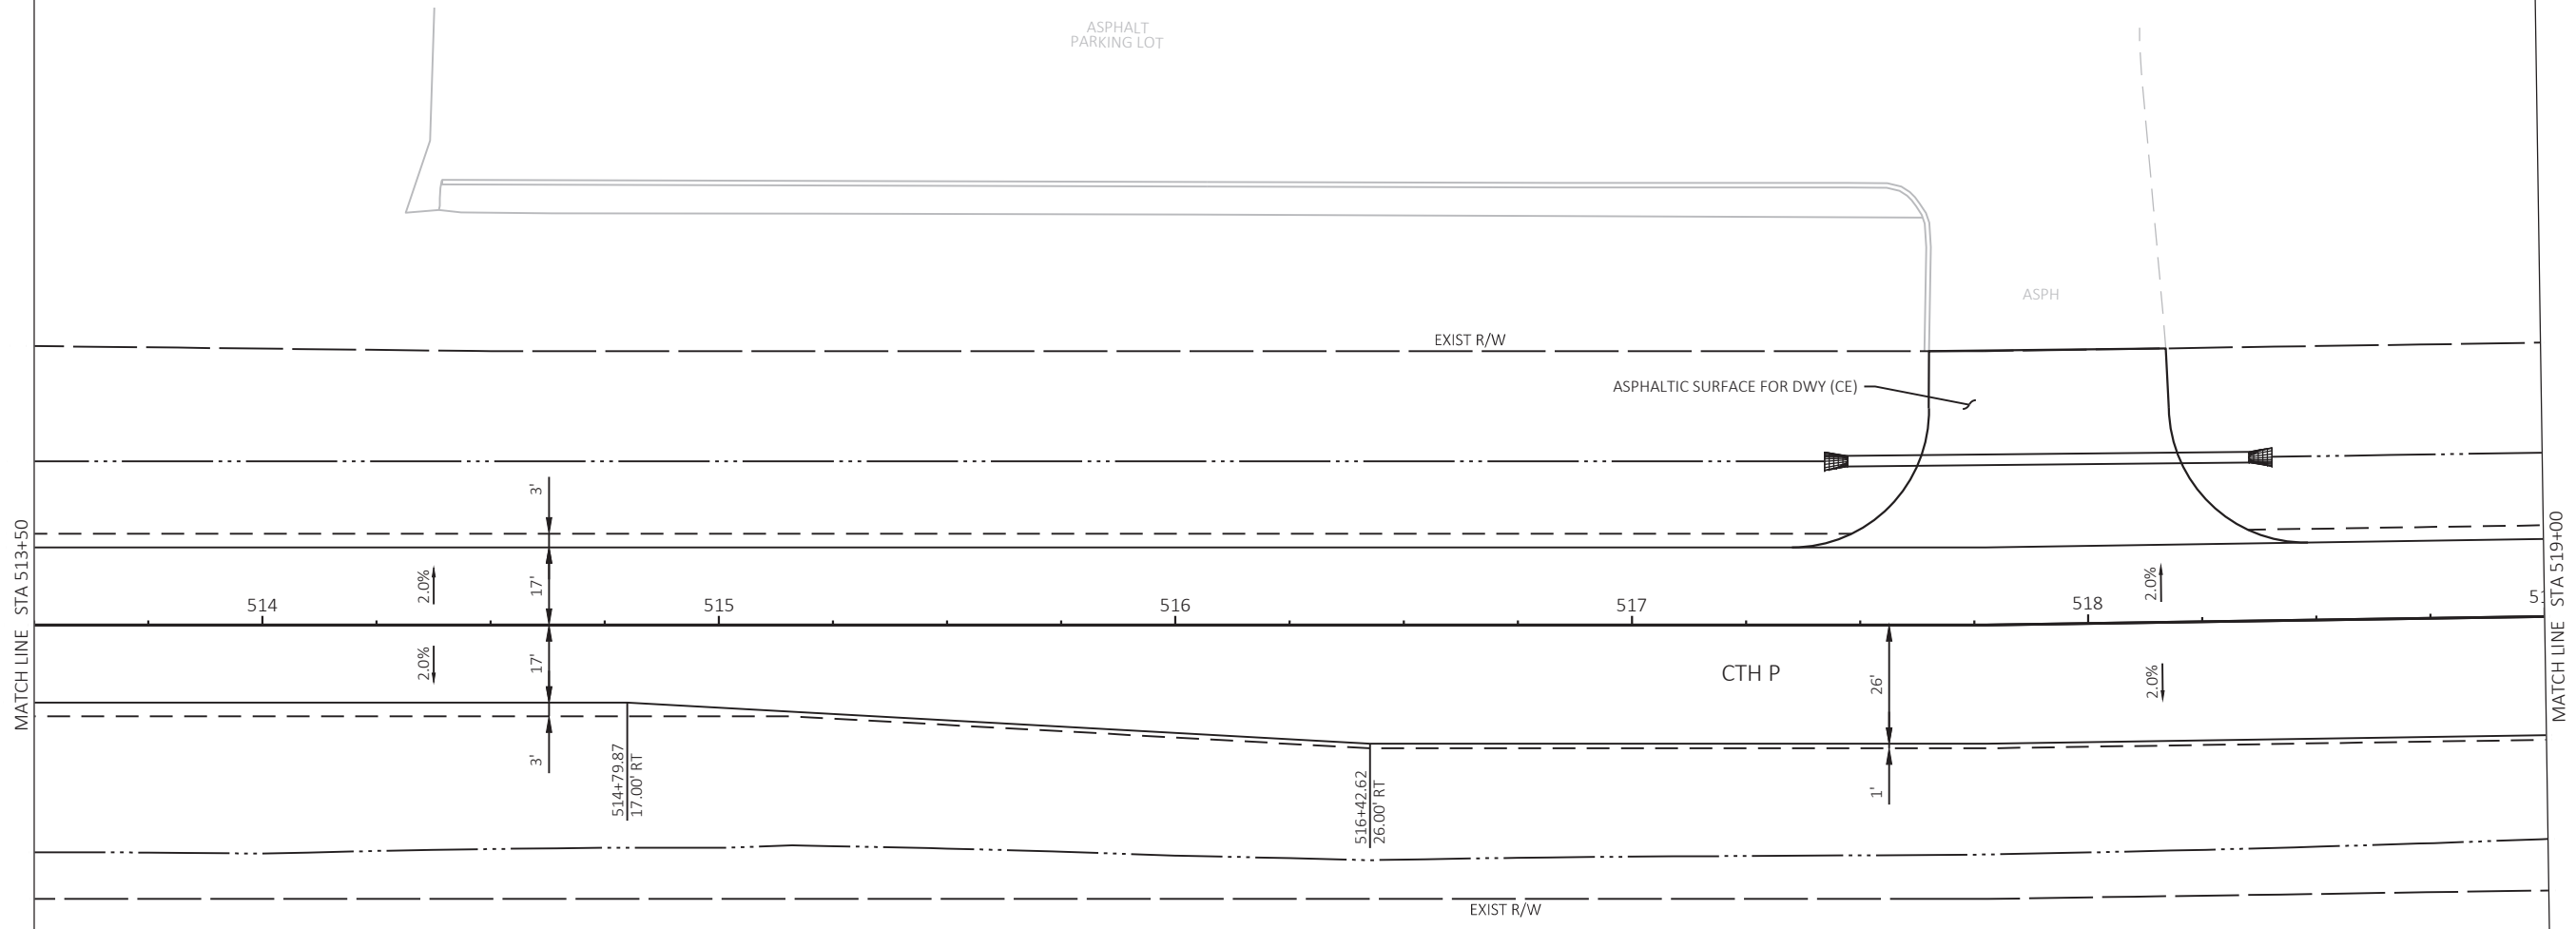 ASPHALT
PARKING LOT
ASPH
EXIST R/W
ASPHALTIC SURFACE FOR DWY (CE)
MATCH LINE STA 513+50
3'
17'
2.0%
514
515
516
517
518
2.0%
MATCH LINE STA 519+00
2.0%
17'
3'
CTH P
26'
1'
2.0%
514+79.87
17.00' RT
516+42.62
26.00' RT
EXIST R/W